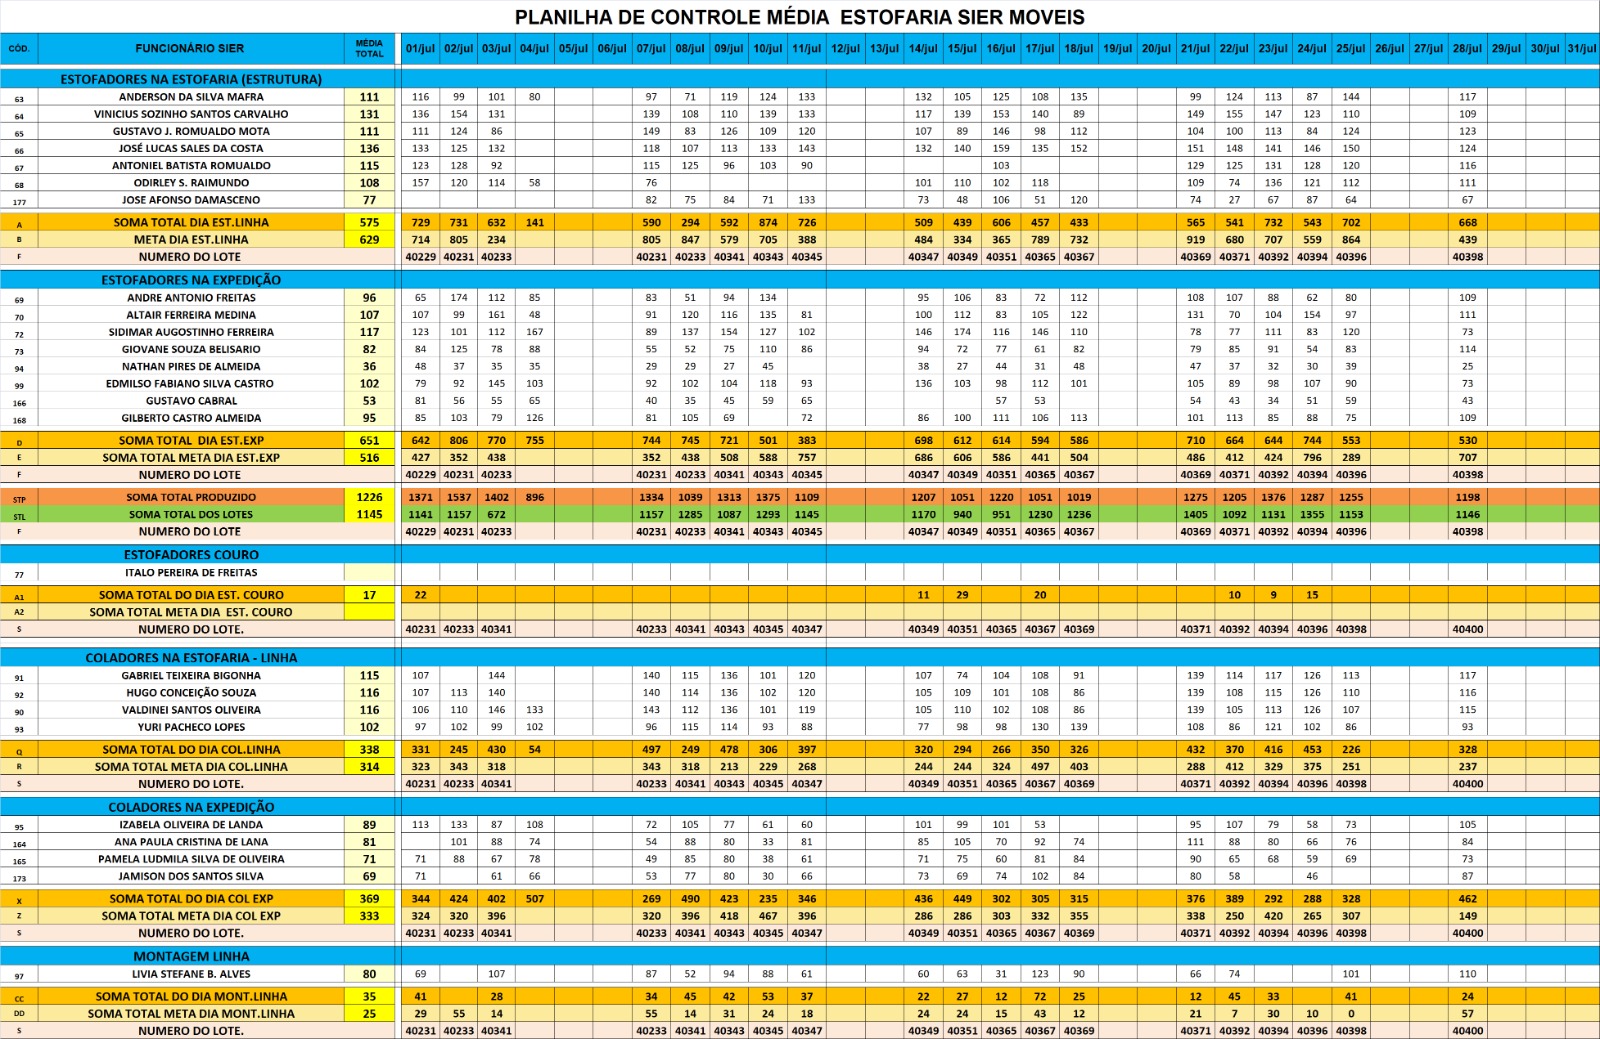 PLANILHA DE CONTROLE MÉDIA ESTOFARIA SIER MOVEIS
CÓD. FUNCIONÁRIO SIER MÉDIA TOTAL 01/jul 02/jul 03/jul 04/jul 05/jul 06/jul 07/jul 08/jul 09/jul 10/jul 11/jul 12/jul 13/jul 14/jul 15/jul 16/jul 17/jul 18/jul 19/jul 20/jul 21/jul 22/jul 23/jul 24/jul 25/jul 26/jul 27/jul 28/jul 29/jul 30/jul 31/jul
ESTOFADORES NA ESTOFARIA (ESTRUTURA)
63 ANDERSON DA SILVA MAFRA 111 116 99 101 80 97 71 119 124 133 132 105 125 108 135 99 124 113 87 144 117
64 VINICIUS SOZINHO SANTOS CARVALHO 131 136 154 131 139 108 110 139 133 117 139 153 140 89 149 155 147 123 110 109
65 GUSTAVO J. ROMUALDO MOTA 111 111 124 86 149 83 126 109 120 107 89 146 98 112 104 100 113 84 124 123
66 JOSÉ LUCAS SALES DA COSTA 136 133 125 132 118 107 113 133 143 132 140 159 135 152 151 148 141 146 150 124
67 ANTONIEL BATISTA ROMUALDO 115 123 128 92 115 125 96 103 90 103 129 125 131 128 120 116
68 ODIRLEY S. RAIMUNDO 108 157 120 114 58 76 101 110 102 118 109 74 136 121 112 111
177 JOSE AFONSO DAMASCENO 77 82 75 84 71 133 73 48 106 51 120 74 27 67 87 64 67
A SOMA TOTAL DIA EST.LINHA 575 729 731 632 141 590 294 592 874 726 509 439 606 457 433 565 541 732 543 702 668
B META DIA EST.LINHA 629 714 805 234 805 847 579 705 388 484 334 365 789 732 919 680 707 559 864 439
F NUMERO DO LOTE 40229 40231 40233 40231 40233 40341 40343 40345 40347 40349 40351 40365 40367 40369 40371 40392 40394 40396 40398
ESTOFADORES NA EXPEDIÇÃO
69 ANDRE ANTONIO FREITAS 96 65 174 112 85 83 51 94 134 95 106 83 72 112 108 107 88 62 80 109
70 ALTAIR FERREIRA MEDINA 107 107 99 161 48 91 120 116 135 81 100 112 83 105 122 131 70 104 154 97 111
72 SIDIMAR AUGOSTINHO FERREIRA 117 123 101 112 167 89 137 154 127 102 146 174 116 146 110 78 77 111 83 120 73
73 GIOVANE SOUZA BELISARIO 82 84 125 78 88 55 52 75 110 86 94 72 77 61 82 79 85 91 54 83 114
94 NATHAN PIRES DE ALMEIDA 36 48 37 35 35 29 29 27 45 38 27 44 31 48 47 37 32 30 39 25
99 EDMILSO FABIANO SILVA CASTRO 102 79 92 145 103 92 102 104 118 93 136 103 98 112 101 105 89 98 107 90 73
166 GUSTAVO CABRAL 53 81 56 55 65 40 35 45 59 65 57 53 54 43 34 51 59 43
168 GILBERTO CASTRO ALMEIDA 95 85 103 79 126 81 105 69 72 86 100 111 106 113 101 113 85 88 75 109
D SOMA TOTAL DIA EST.EXP 651 642 806 770 755 744 745 721 501 383 698 612 614 594 586 710 664 644 744 553 530
E SOMA TOTAL META DIA EST.EXP 516 427 352 438 352 438 508 588 757 686 606 586 441 504 486 412 424 796 289 707
F NUMERO DO LOTE 40229 40231 40233 40231 40233 40341 40343 40345 40347 40349 40351 40365 40367 40369 40371 40392 40394 40396 40398
STP SOMA TOTAL PRODUZIDO 1226 1371 1537 1402 896 1334 1039 1313 1375 1109 1207 1051 1220 1051 1019 1275 1205 1376 1287 1255 1198
STL SOMA TOTAL DOS LOTES 1145 1141 1157 672 1157 1285 1087 1293 1145 1170 940 951 1230 1236 1405 1092 1131 1355 1153 1146
F NUMERO DO LOTE 40229 40231 40233 40231 40233 40341 40343 40345 40347 40349 40351 40365 40367 40369 40371 40392 40394 40396 40398
ESTOFADORES COURO
77 ITALO PEREIRA DE FREITAS
A1 SOMA TOTAL DO DIA EST. COURO 17 22 11 29 20 10 9 15
A2 SOMA TOTAL META DIA EST. COURO
S NUMERO DO LOTE. 40231 40233 40341 40233 40341 40343 40345 40347 40349 40351 40365 40367 40369 40371 40392 40394 40396 40398 40400
COLADORES NA ESTOFARIA - LINHA
91 GABRIEL TEIXEIRA BIGONHA 115 107 144 140 115 136 101 120 107 74 104 108 91 139 114 117 126 113 117
92 HUGO CONCEIÇÃO SOUZA 116 107 113 140 140 114 136 102 120 105 109 101 108 86 139 108 115 126 110 116
90 VALDINEI SANTOS OLIVEIRA 116 106 110 146 133 143 112 136 101 119 105 110 102 108 86 139 105 113 126 107 115
93 YURI PACHECO LOPES 102 97 102 99 102 96 115 114 93 88 77 98 98 130 139 108 86 121 102 86 93
Q SOMA TOTAL DO DIA COL.LINHA 338 331 245 430 54 497 249 478 306 397 320 294 266 350 326 432 370 416 453 226 328
R SOMA TOTAL META DIA COL.LINHA 314 323 343 318 343 318 213 229 268 244 244 324 497 403 288 412 329 375 251 237
S NUMERO DO LOTE. 40231 40233 40341 40233 40341 40343 40345 40347 40349 40351 40365 40367 40369 40371 40392 40394 40396 40398 40400
COLADORES NA EXPEDIÇÃO
95 IZABELA OLIVEIRA DE LANDA 89 113 133 87 108 72 105 77 61 60 101 99 101 53 95 107 79 58 73 105
164 ANA PAULA CRISTINA DE LANA 81 101 88 74 54 88 80 33 81 85 105 70 92 74 111 88 80 66 76 84
165 PAMELA LUDMILA SILVA DE OLIVEIRA 71 71 88 67 78 49 85 80 38 61 71 75 60 81 84 90 65 68 59 69 73
173 JAMISON DOS SANTOS SILVA 69 71 61 66 53 77 80 30 66 73 69 74 102 84 80 58 46 87
X SOMA TOTAL DO DIA COL EXP 369 344 424 402 507 269 490 423 235 346 436 449 302 305 315 376 389 292 288 328 462
Z SOMA TOTAL META DIA COL EXP 333 324 320 396 320 396 418 467 396 286 286 303 332 355 338 250 420 265 307 149
S NUMERO DO LOTE. 40231 40233 40341 40233 40341 40343 40345 40347 40349 40351 40365 40367 40369 40371 40392 40394 40396 40398 40400
MONTAGEM LINHA
97 LIVIA STEFANE B. ALVES 80 69 107 87 52 94 88 61 60 63 31 123 90 66 74 101 110
CC SOMA TOTAL DO DIA MONT.LINHA 35 41 28 34 45 42 53 37 22 27 12 72 25 12 45 33 41 24
DD SOMA TOTAL META DIA MONT.LINHA 25 29 55 14 55 14 31 24 18 24 24 15 43 12 21 7 30 10 0 57
S NUMERO DO LOTE. 40231 40233 40341 40233 40341 40343 40345 40347 40349 40351 40365 40367 40369 40371 40392 40394 40396 40398 40400